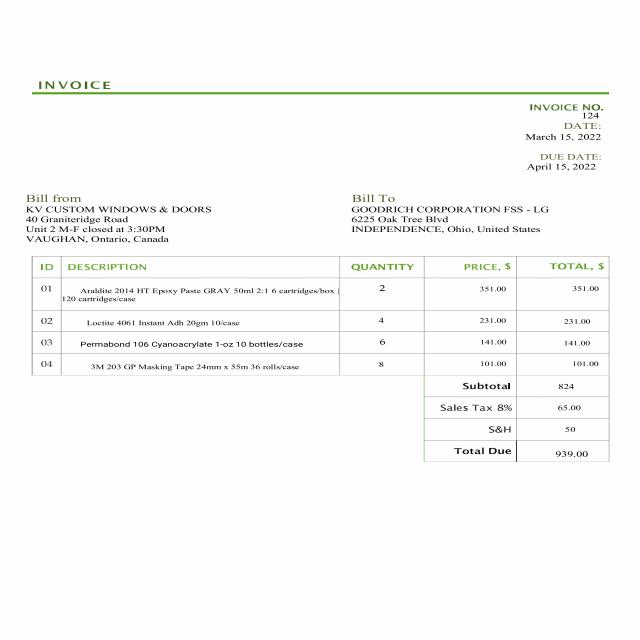 INVOICE
INVOICE NO.
124
DATE:
March 15, 2022
DUE DATE:
April 15, 2022
Bill from
KV CUSTOM WINDOWS & DOORS
40 Graniteridge Road
Unit 2 M-F closed at 3:30PM
VAUGHAN, Ontario, Canada
Bill To
GOODRICH CORPORATION FSS - LG
6225 Oak Tree Blvd
INDEPENDENCE, Ohio, United States
ID DESCRIPTION QUANTITY PRICE, $ TOTAL, $
01 Araldite 2014 HT Epoxy Paste GRAY 50ml 2:1 6 cartridges/box | 2 351.00 351.00
120 cartridges/case
02 Loctite 4061 Instant Adh 20gm 10/case 4 231.00 231.00
03 Permabond 106 Cyanoacrylate 1-oz 10 bottles/case 6 141.00 141.00
04 3M 203 GP Masking Tape 24mm x 55m 36 rolls/case 8 101.00 101.00
Subtotal 824
Sales Tax 8% 65.00
S&H 50
Total Due 939.00